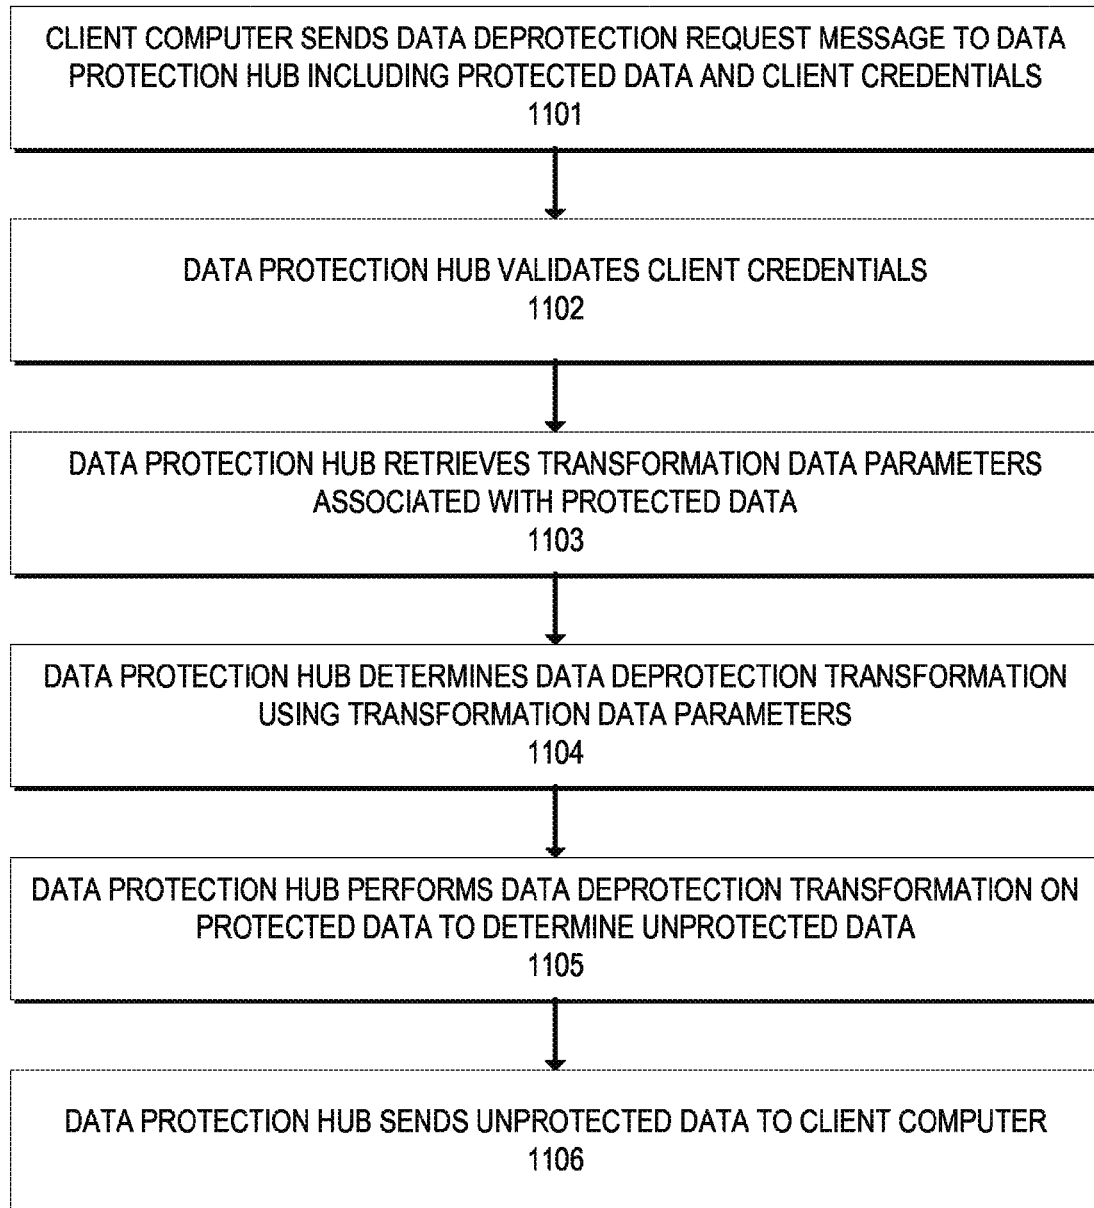 CLIENT COMPUTER SENDS DATA DEPROTECTION REQUEST MESSAGE TO DATA
PROTECTION HUB INCLUDING PROTECTED DATA AND CLIENT CREDENTIALS
1101
DATA PROTECTION HUB VALIDATES CLIENT CREDENTIALS
1102
DATA PROTECTION HUB RETRIEVES TRANSFORMATION DATA PARAMETERS
ASSOCIATED WITH PROTECTED DATA
1103
DATA PROTECTION HUB DETERMINES DATA DEPROTECTION TRANSFORMATION
USING TRANSFORMATION DATA PARAMETERS
1104
DATA PROTECTION HUB PERFORMS DATA DEPROTECTION TRANSFORMATION ON
PROTECTED DATA TO DETERMINE UNPROTECTED DATA
1105
DATA PROTECTION HUB SENDS UNPROTECTED DATA TO CLIENT COMPUTER
1106